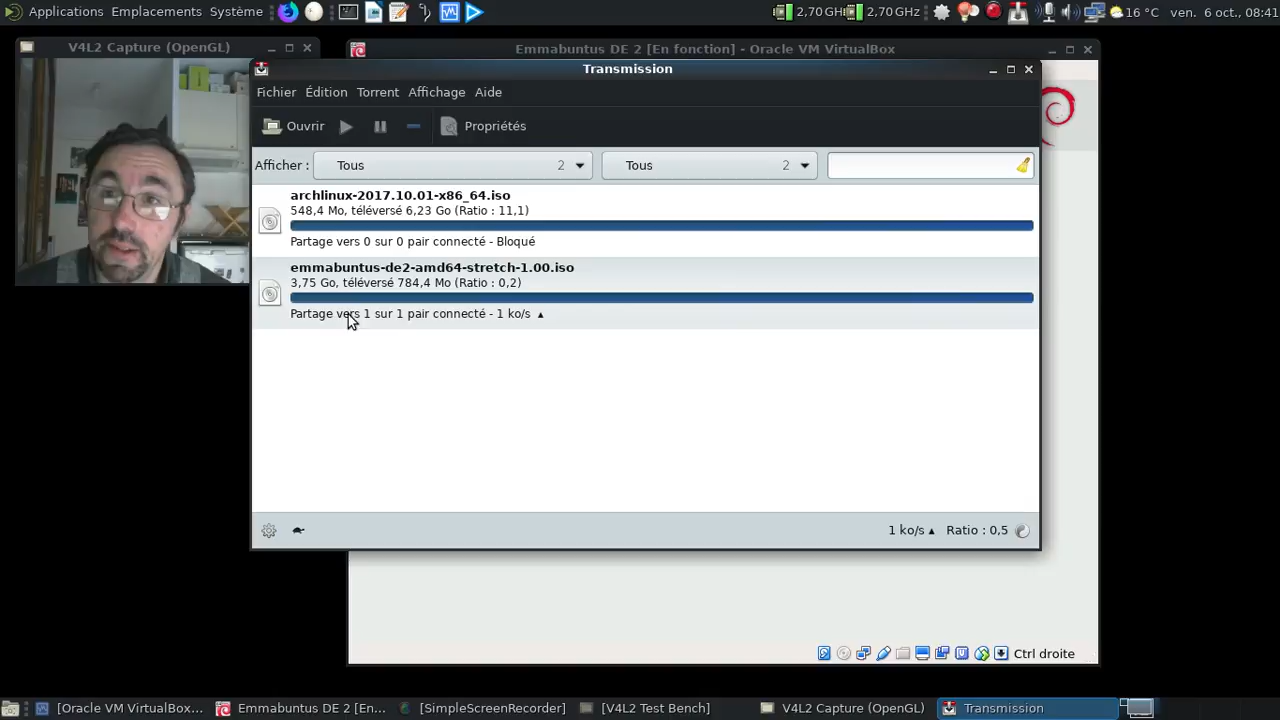 Applications Emplacements Système
2,70 GHz 2,70 GHz 16 °C ven. 6 oct., 08:41
V4L2 Capture (OpenGL)
Emmabuntus DE 2 [En fonction] - Oracle VM VirtualBox
Transmission
Fichier Édition Torrent Affichage Aide
Ouvrir Propriétés
Afficher : Tous 2 Tous 2
archlinux-2017.10.01-x86_64.iso
548,4 Mo, téléversé 6,23 Go (Ratio : 11,1)
Partage vers 0 sur 0 pair connecté - Bloqué
emmabuntus-de2-amd64-stretch-1.00.iso
3,75 Go, téléversé 784,4 Mo (Ratio : 0,2)
Partage vers 1 sur 1 pair connecté - 1 ko/s ▲
1 ko/s ▲ Ratio : 0,5
Ctrl droite
[Oracle VM VirtualBox... Emmabuntus DE 2 [En... [SimpleScreenRecorder] [V4L2 Test Bench] V4L2 Capture (OpenGL) Transmission